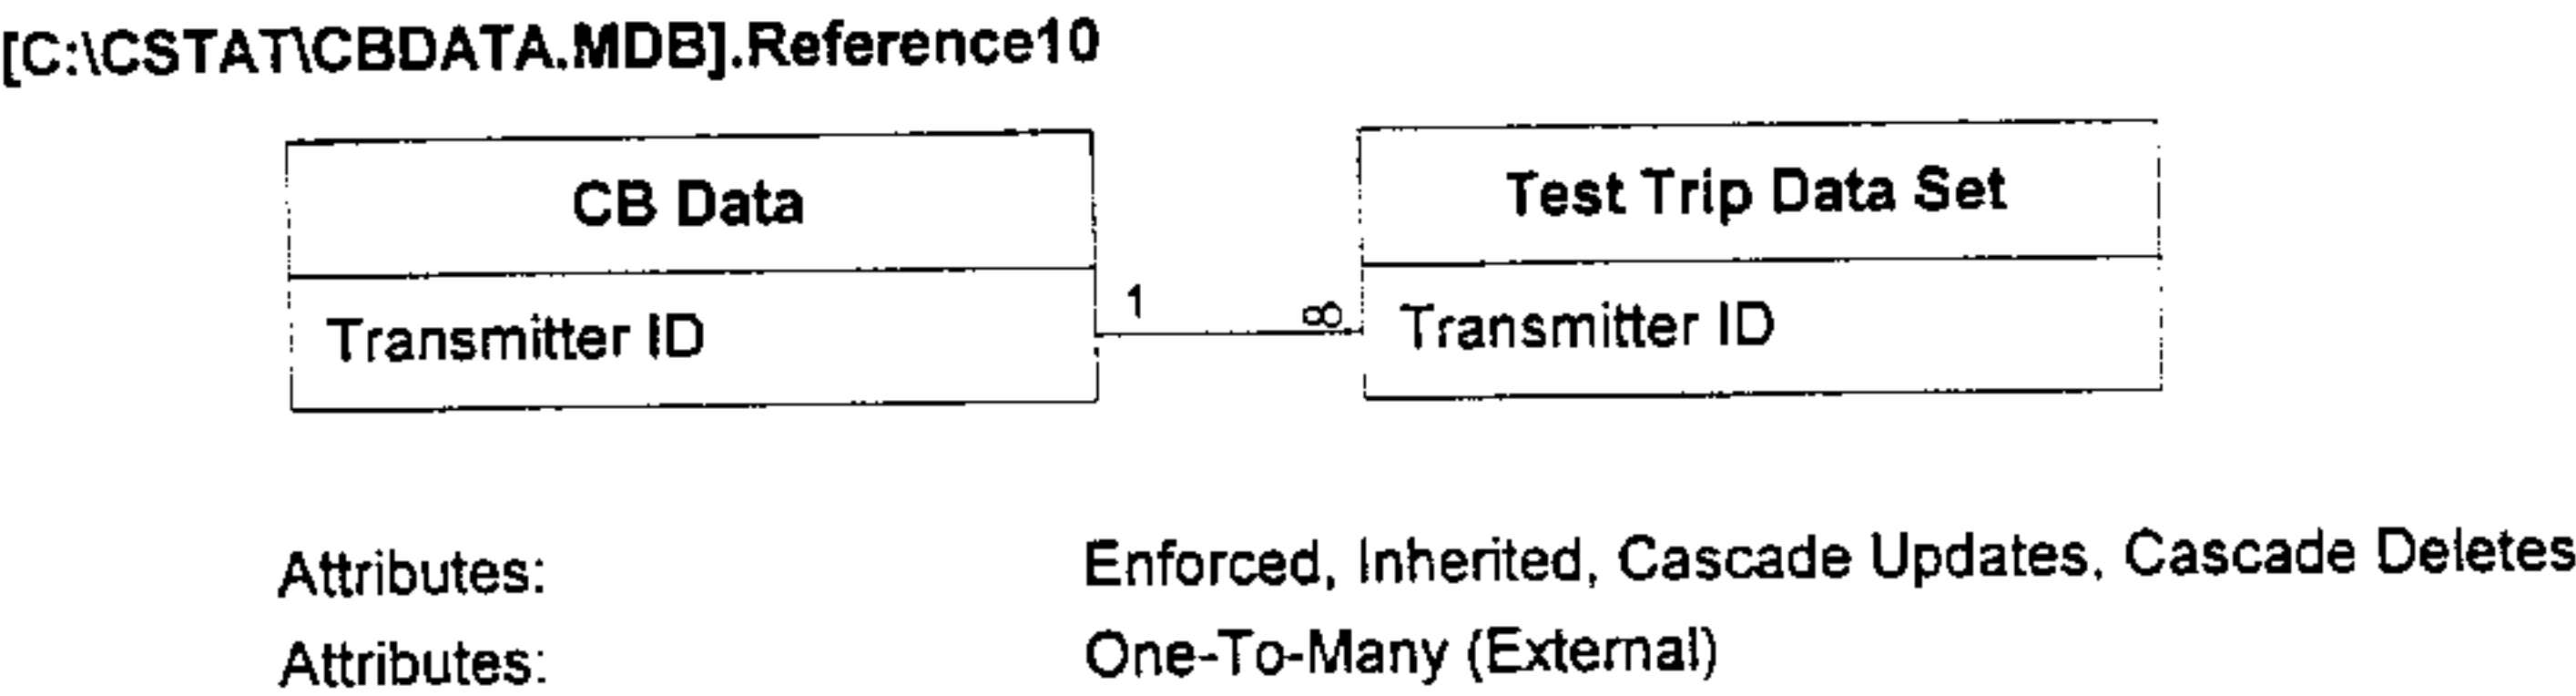 [C:\CSTAT\CBDATA.MDB].Reference10
CB Data
Test Trip Data Set
Transmitter ID
1
∞
Transmitter ID
Attributes:
Enforced, Inherited, Cascade Updates, Cascade Deletes
Attributes:
One-To-Many (External)